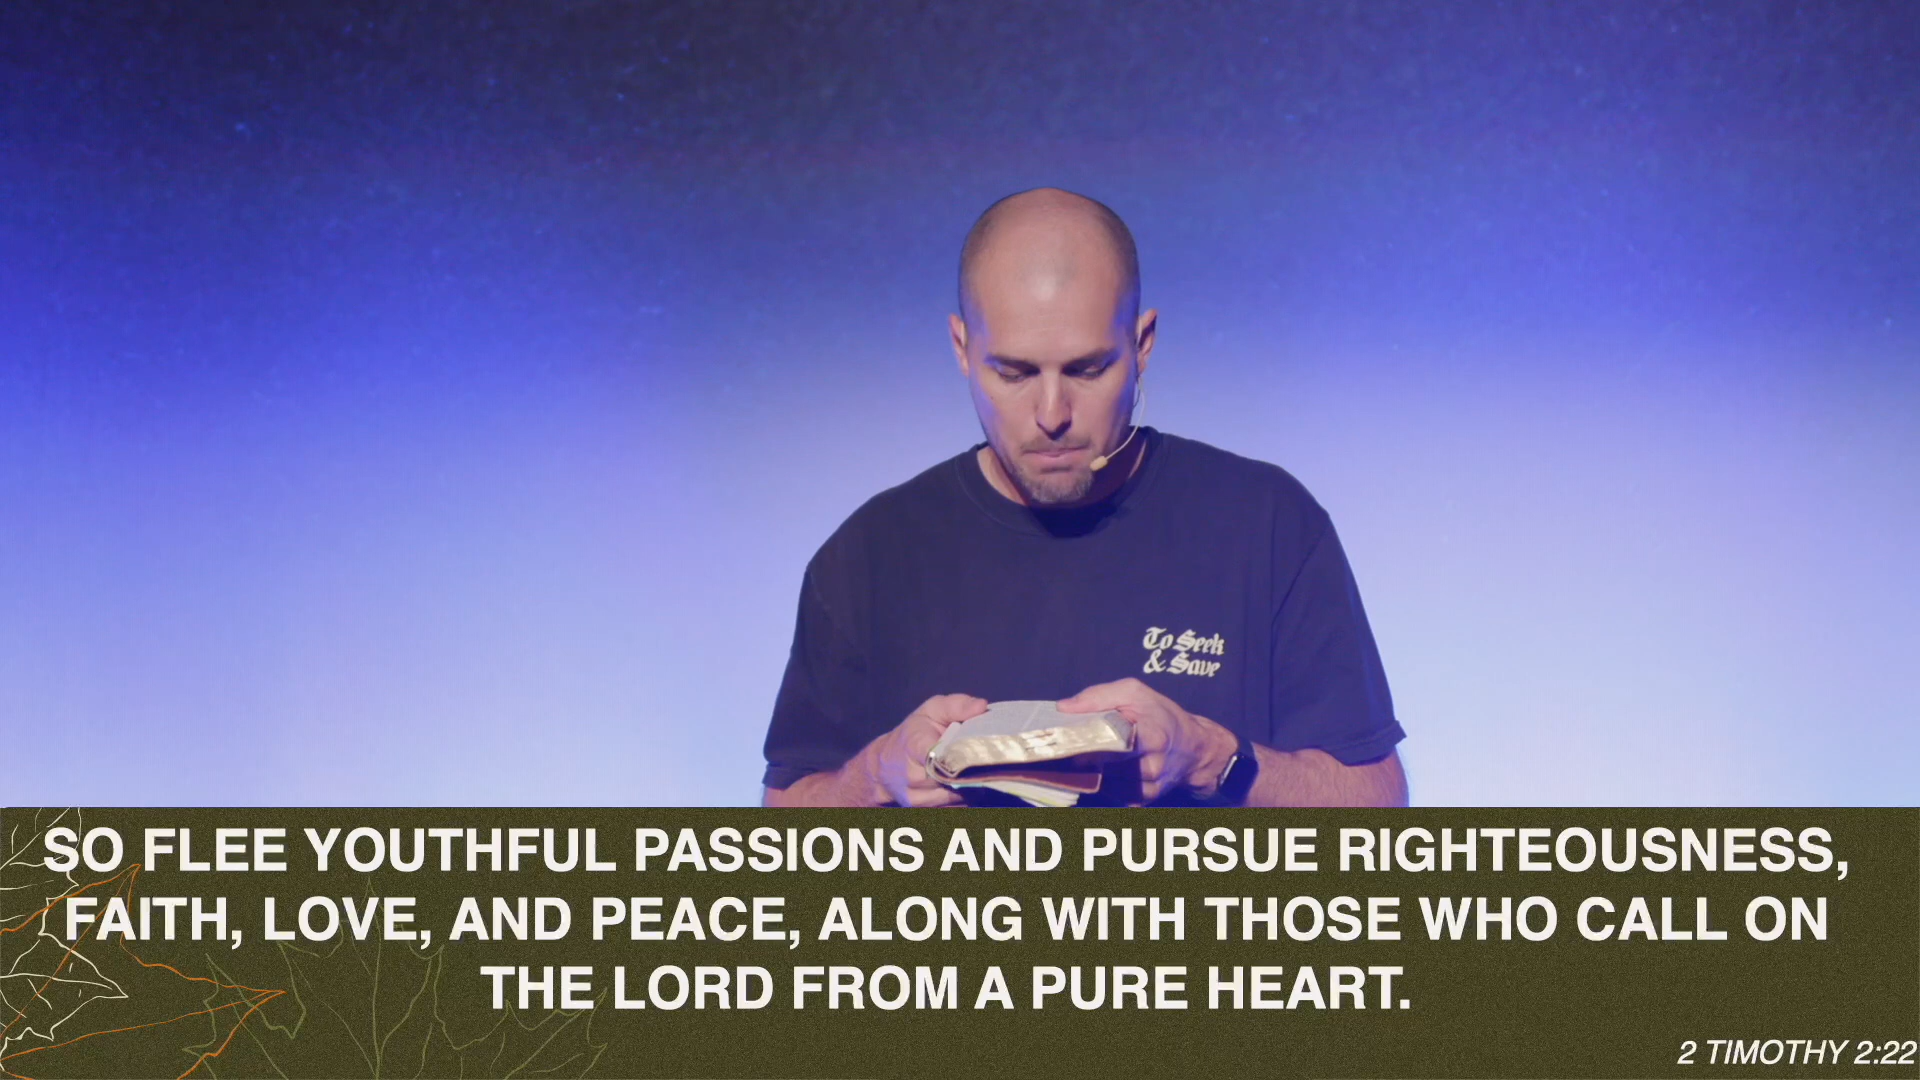 To Seek
& Save
SO FLEE YOUTHFUL PASSIONS AND PURSUE RIGHTEOUSNESS,
FAITH, LOVE, AND PEACE, ALONG WITH THOSE WHO CALL ON
THE LORD FROM A PURE HEART.
2 TIMOTHY 2:22